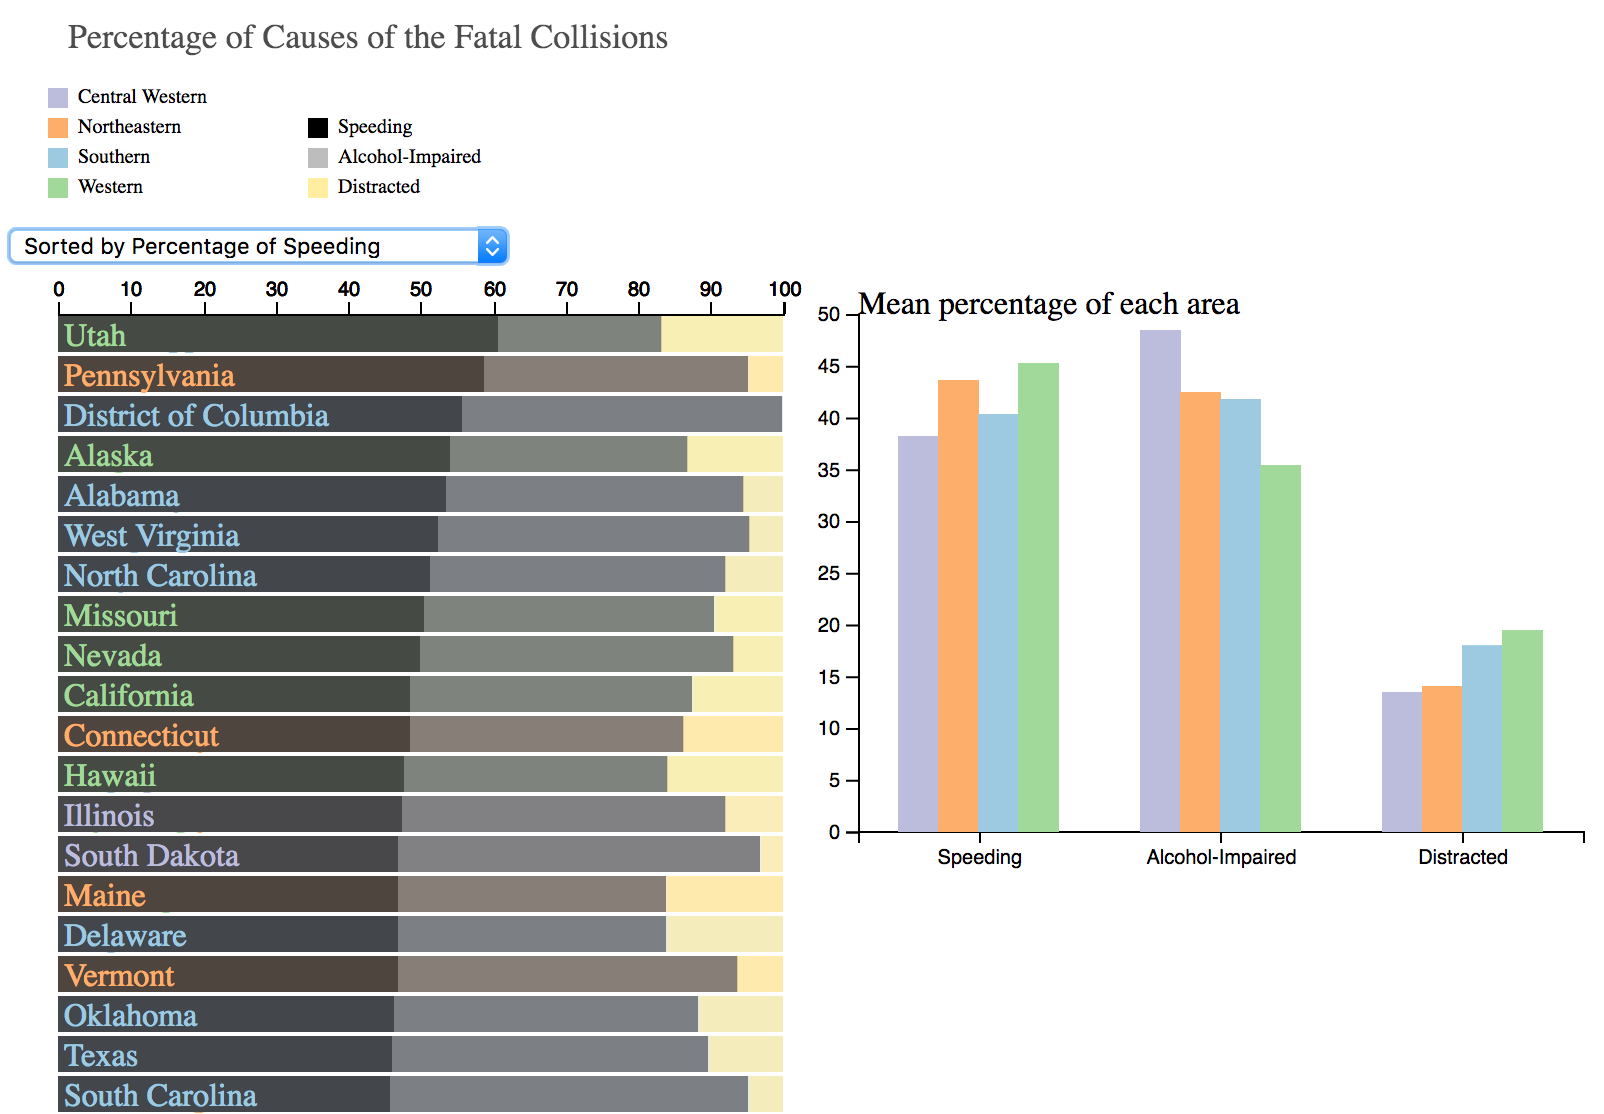 Percentage of Causes of the Fatal Collisions
Central Western
Northeastern
Southern
Western
Speeding
Alcohol-Impaired
Distracted
Sorted by Percentage of Speeding
0 10 20 30 40 50 60 70 80 90 100
Utah
Pennsylvania
District of Columbia
Alaska
Alabama
West Virginia
North Carolina
Missouri
Nevada
California
Connecticut
Hawaii
Illinois
South Dakota
Maine
Delaware
Vermont
Oklahoma
Texas
South Carolina
Mean percentage of each area
50
45
40
35
30
25
20
15
10
5
0
Speeding Alcohol-Impaired Distracted